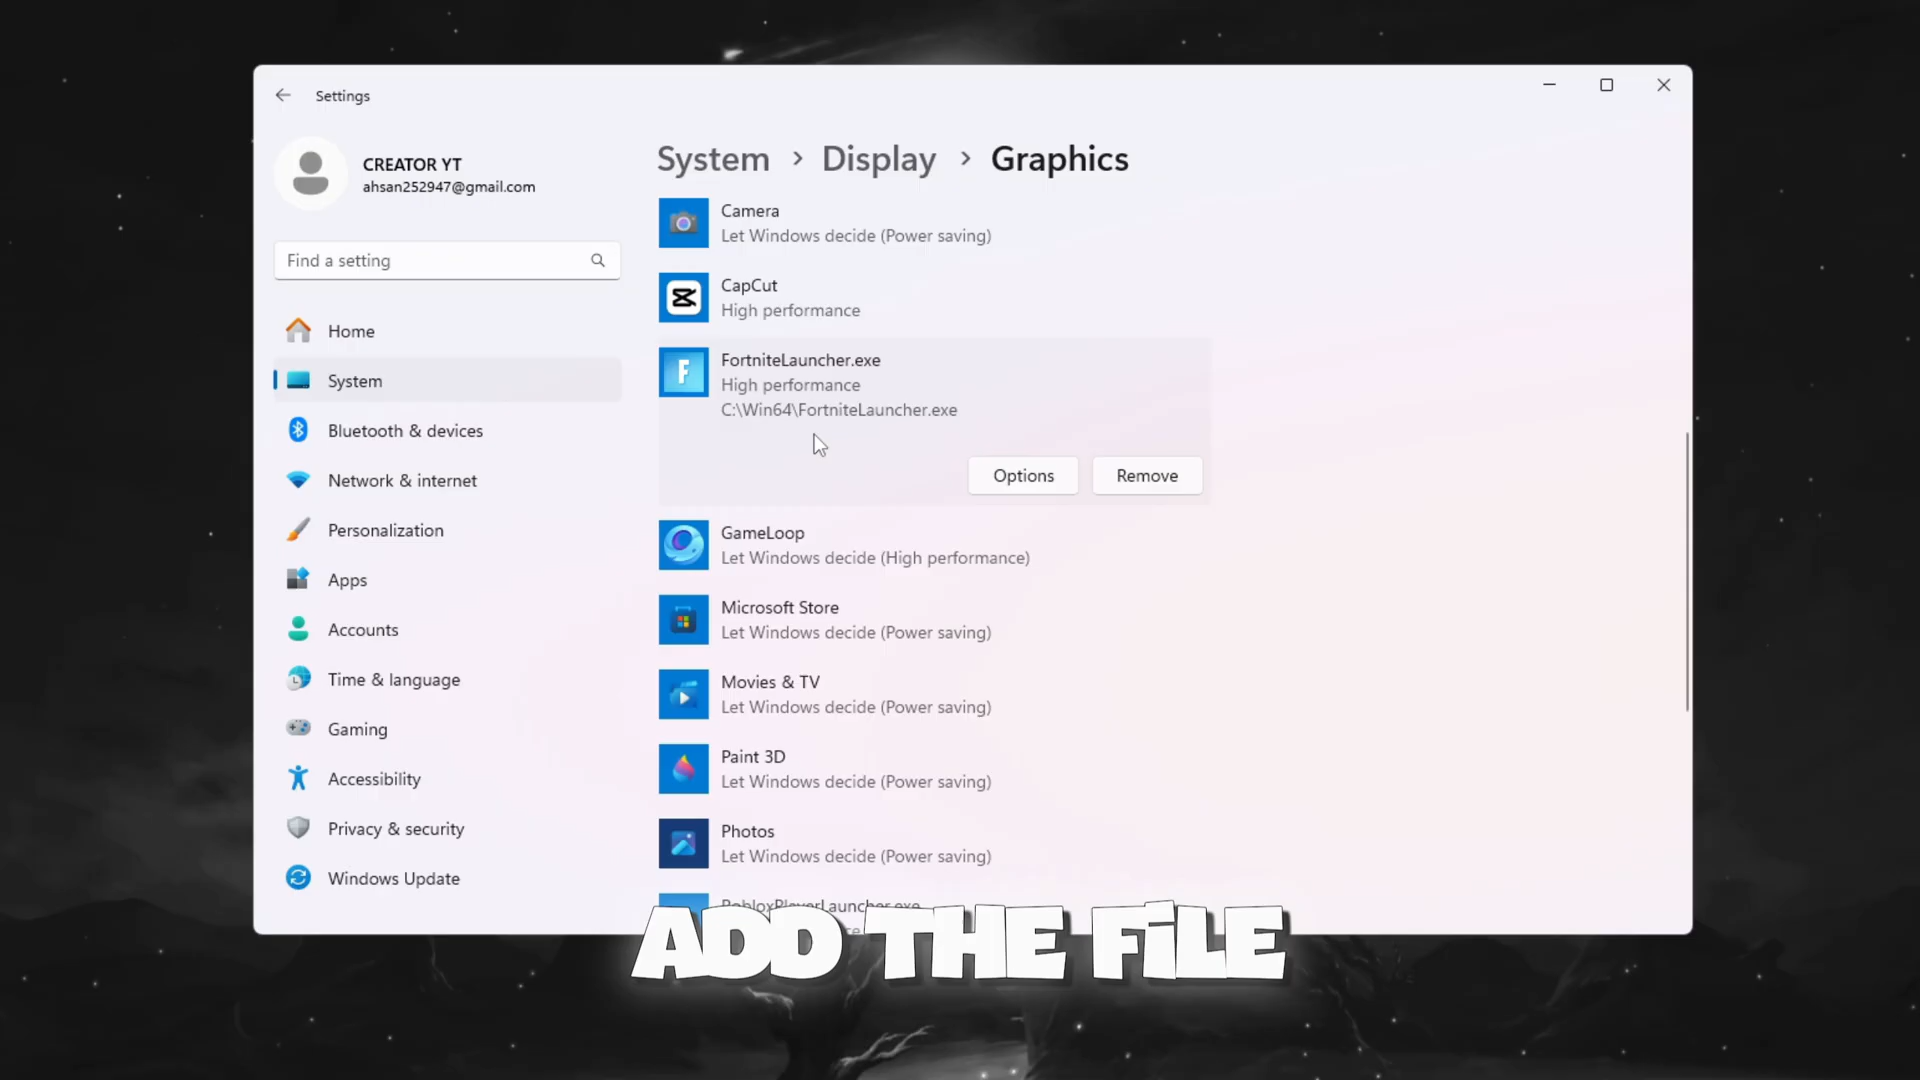 Settings
CREATOR YT
ahsan252947@gmail.com
Find a setting
Home
System
Bluetooth & devices
Network & internet
Personalization
Apps
Accounts
Time & language
Gaming
Accessibility
Privacy & security
Windows Update
System > Display > Graphics
Camera
Let Windows decide (Power saving)
CapCut
High performance
F
FortniteLauncher.exe
High performance
C:\Win64\FortniteLauncher.exe
Options Remove
GameLoop
Let Windows decide (High performance)
Microsoft Store
Let Windows decide (Power saving)
Movies & TV
Let Windows decide (Power saving)
Paint 3D
Let Windows decide (Power saving)
Photos
Let Windows decide (Power saving)
RobloxPlayerLauncher.exe
ADD THE FILE